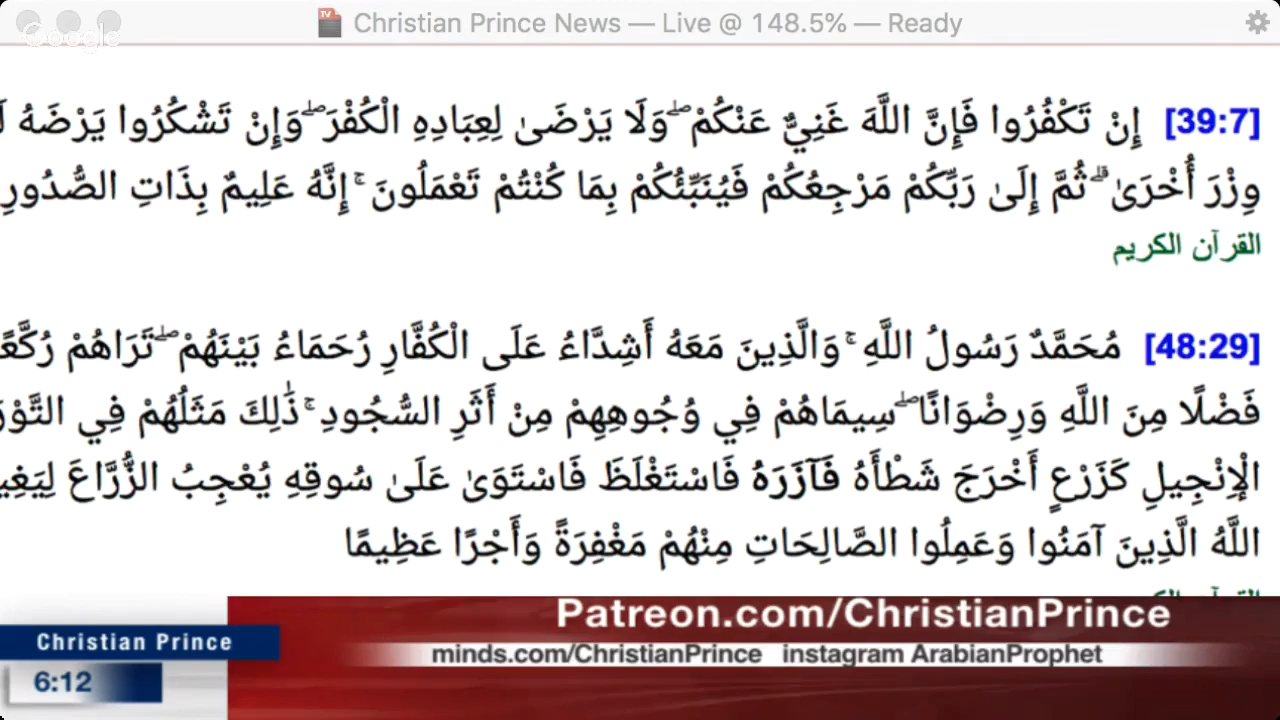 Christian Prince News — Live @ 148.5% — Ready
Google
[39:7] إِنْ تَكْفُرُوا فَإِنَّ اللَّهَ غَنِيٌّ عَنْكُمْ ۖ وَلَا يَرْضَىٰ لِعِبَادِهِ الْكُفْرَ ۖ وَإِنْ تَشْكُرُوا يَرْضَهُ
وِزْرَ أُخْرَىٰ ۗ ثُمَّ إِلَىٰ رَبِّكُمْ مَرْجِعُكُمْ فَيُنَبِّئُكُمْ بِمَا كُنْتُمْ تَعْمَلُونَ ۚ إِنَّهُ عَلِيمٌ بِذَاتِ الصُّدُورِ
القرآن الكريم
[48:29] مُحَمَّدٌ رَسُولُ اللَّهِ ۚ وَالَّذِينَ مَعَهُ أَشِدَّاءُ عَلَى الْكُفَّارِ رُحَمَاءُ بَيْنَهُمْ ۖ تَرَاهُمْ رُكَّعًا
فَضْلًا مِنَ اللَّهِ وَرِضْوَانًا ۖ سِيمَاهُمْ فِي وُجُوهِهِمْ مِنْ أَثَرِ السُّجُودِ ۚ ذَٰلِكَ مَثَلُهُمْ فِي
الْإِنْجِيلِ كَزَرْعٍ أَخْرَجَ شَطْأَهُ فَآزَرَهُ فَاسْتَغْلَظَ فَاسْتَوَىٰ عَلَىٰ سُوقِهِ يُعْجِبُ الزُّرَّاعَ
اللَّهُ الَّذِينَ آمَنُوا وَعَمِلُوا الصَّالِحَاتِ مِنْهُمْ مَغْفِرَةً وَأَجْرًا عَظِيمًا
Patreon.com/ChristianPrince
Christian Prince
minds.com/ChristianPrince instagram ArabianProphet
6:12